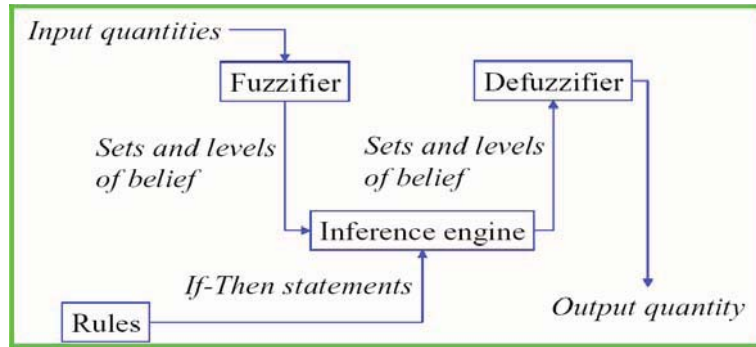 Input quantities
Fuzzifier
Defuzzifier
Sets and levels
of belief
Sets and levels
of belief
Inference engine
If-Then statements
Rules
Output quantity